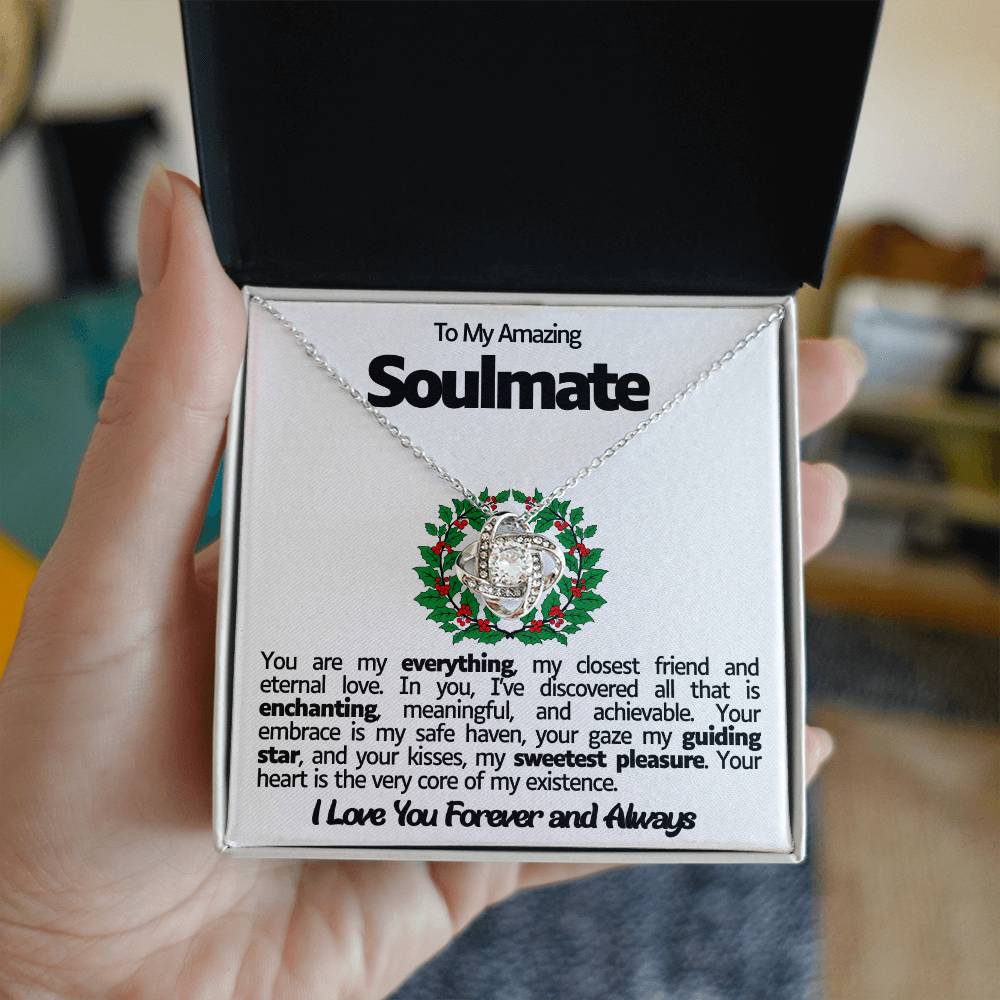 To My Amazing
Soulmate
You are my everything, my closest friend and
eternal love. In you, I've discovered all that is
enchanting, meaningful, and achievable. Your
embrace is my safe haven, your gaze my guiding
star, and your kisses, my sweetest pleasure. Your
heart is the very core of my existence.
I Love You Forever and Always